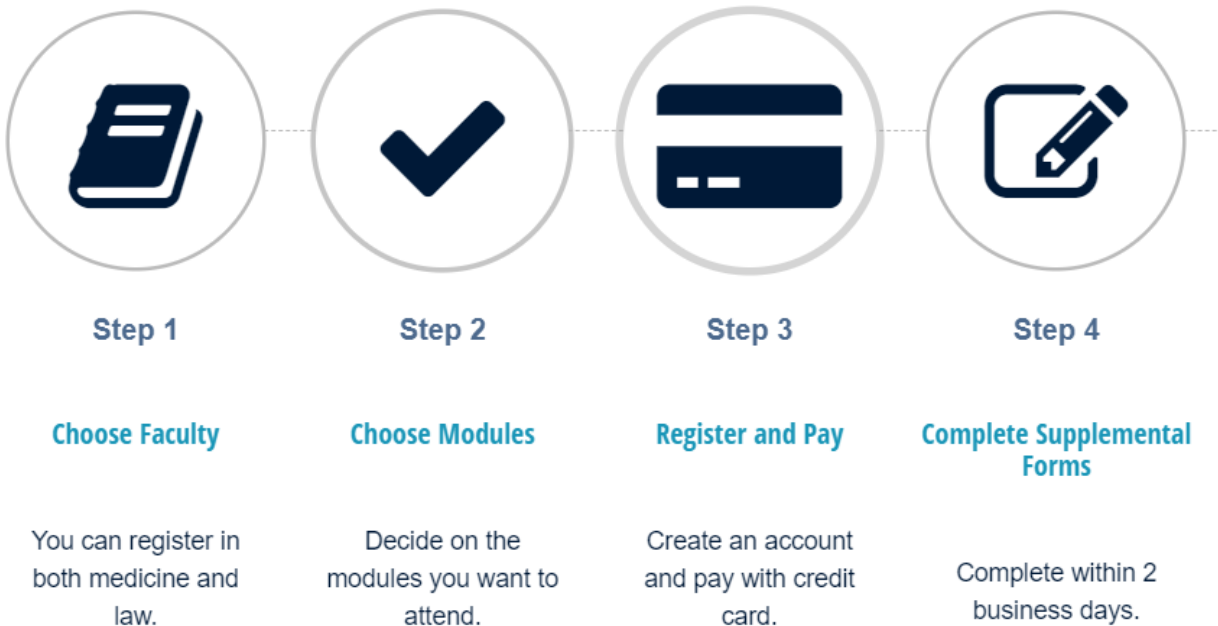 Step 1
Choose Faculty
You can register in
both medicine and
law.
Step 2
Choose Modules
Decide on the
modules you want to
attend.
Step 3
Register and Pay
Create an account
and pay with credit
card.
Step 4
Complete Supplemental
Forms
Complete within 2
business days.